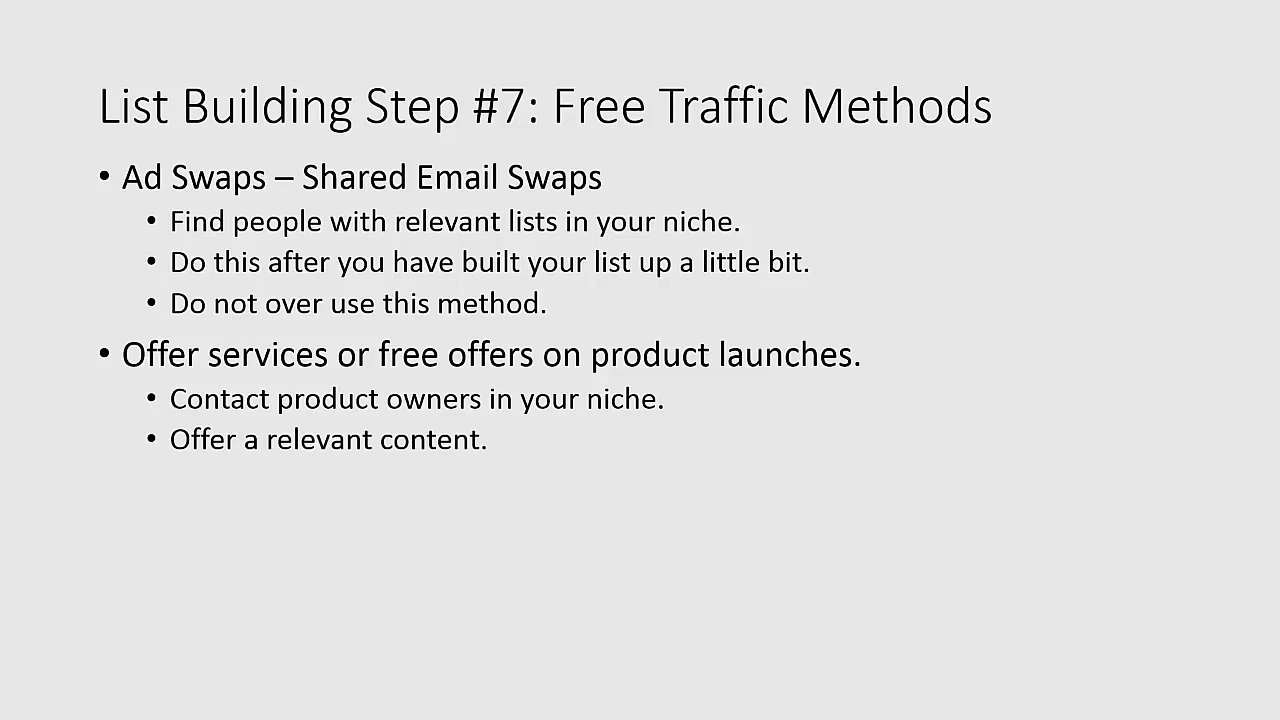 List Building Step #7: Free Traffic Methods
• Ad Swaps – Shared Email Swaps
• Find people with relevant lists in your niche.
• Do this after you have built your list up a little bit.
• Do not over use this method.
• Offer services or free offers on product launches.
• Contact product owners in your niche.
• Offer a relevant content.